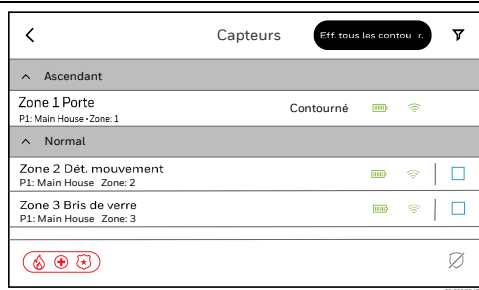 Capteurs
Eff. tous les contou r.
Ascendant
Zone 1 Porte
Contourné
P1: Main House • Zone: 1
Normal
Zone 2 Dét. mouvement
P1: Main House Zone: 2
Zone 3 Bris de verre
P1: Main House Zone: 3